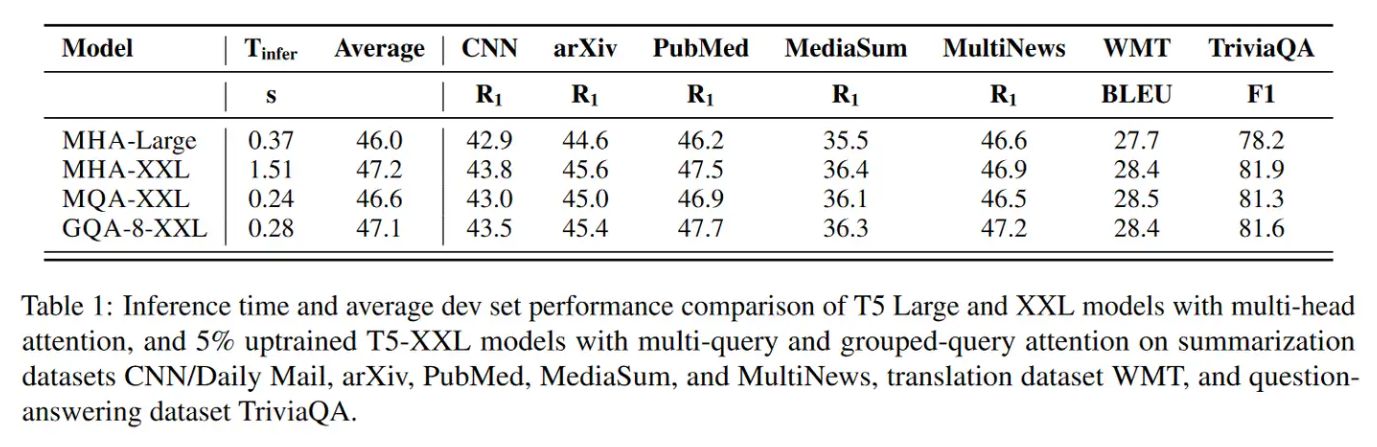 Model T_infer Average CNN arXiv PubMed MediaSum MultiNews WMT TriviaQA
s R₁ R₁ R₁ R₁ R₁ BLEU F1
MHA-Large 0.37 46.0 42.9 44.6 46.2 35.5 46.6 27.7 78.2
MHA-XXL 1.51 47.2 43.8 45.6 47.5 36.4 46.9 28.4 81.9
MQA-XXL 0.24 46.6 43.0 45.0 46.9 36.1 46.5 28.5 81.3
GQA-8-XXL 0.28 47.1 43.5 45.4 47.7 36.3 47.2 28.4 81.6
Table 1: Inference time and average dev set performance comparison of T5 Large and XXL models with multi-head
attention, and 5% uptrained T5-XXL models with multi-query and grouped-query attention on summarization
datasets CNN/Daily Mail, arXiv, PubMed, MediaSum, and MultiNews, translation dataset WMT, and question-
answering dataset TriviaQA.